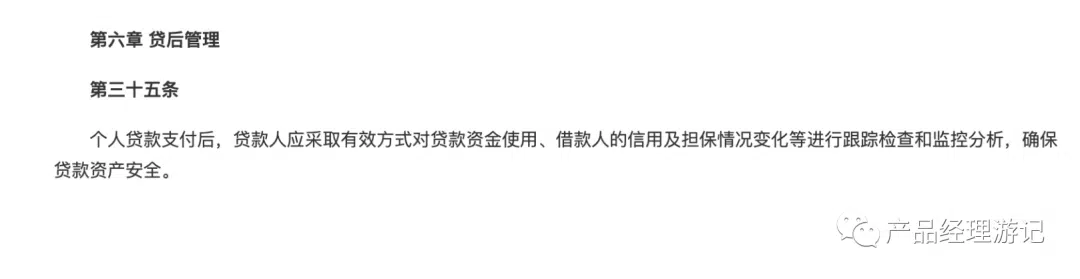 第六章 贷后管理
第三十五条
个人贷款支付后，贷款人应采取有效方式对贷款资金使用、借款人的信用及担保情况变化等进行跟踪检查和监控分析，确保
贷款资产安全。
产品经理游记